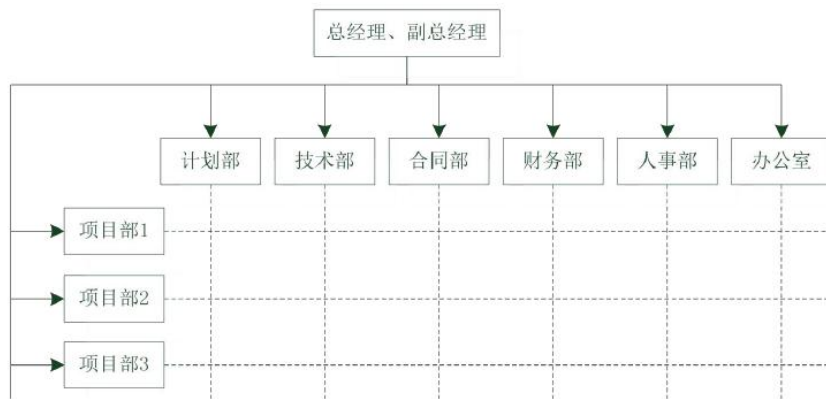 总经理、副总经理
计划部 技术部 合同部 财务部 人事部 办公室
项目部1
项目部2
项目部3